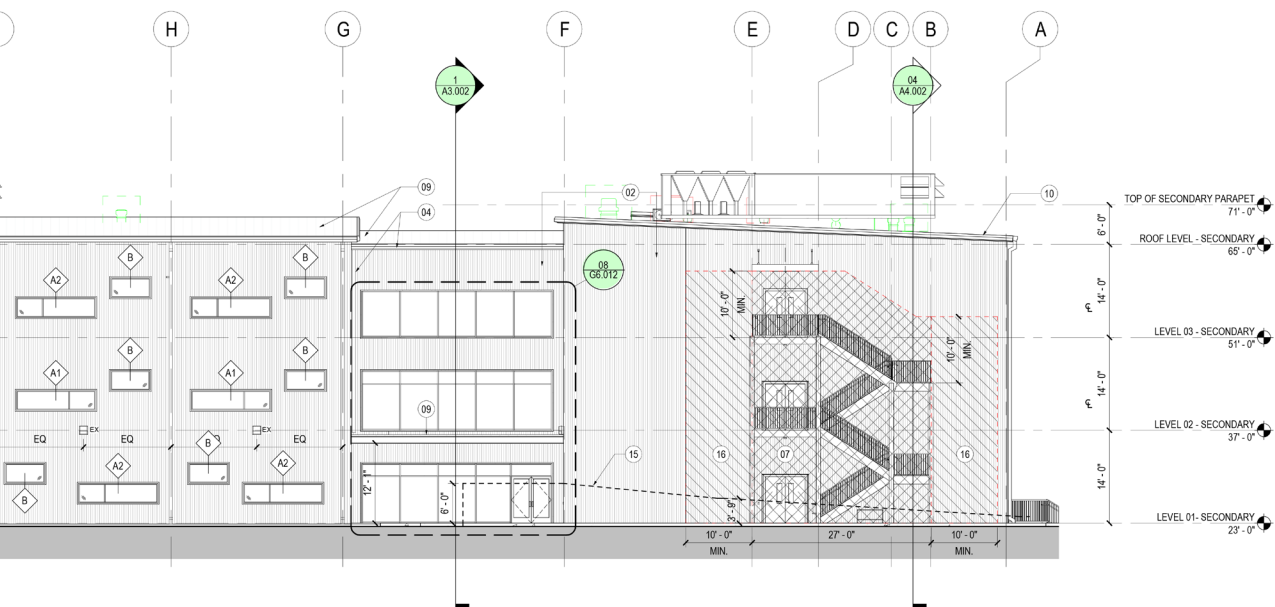 H
G
F
E
D
C
B
A
1
A3.002
04
A4.002
09
04
02
10
TOP OF SECONDARY PARAPET
71' - 0"
6' - 0"
ROOF LEVEL - SECONDARY
65' - 0"
08
G6.012
A2
B
A2
B
10' - 0"
MIN.
14' - 0"
LEVEL 03 - SECONDARY
51' - 0"
10' - 0"
MIN.
A1
B
A1
B
14' - 0"
09
LEVEL 02 - SECONDARY
37' - 0"
EX
EX
EQ
EQ
B
EQ
12' - 1"
15
16
07
16
A2
A2
B
6' - 0"
3' - 9"
14' - 0"
LEVEL 01- SECONDARY
23' - 0"
10' - 0"
MIN.
27' - 0"
10' - 0"
MIN.